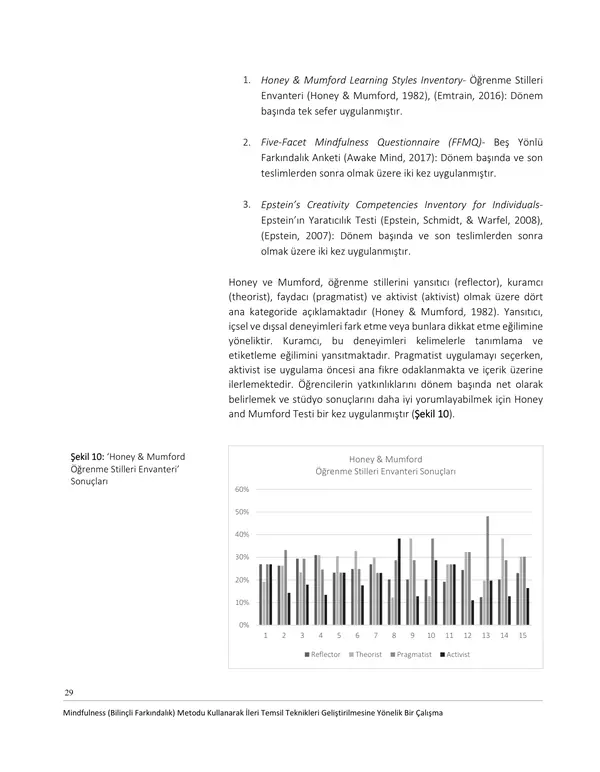 1. Honey & Mumford Learning Styles Inventory- Öğrenme Stilleri
Envanteri (Honey & Mumford, 1982), (Emtrain, 2016): Dönem
başında tek sefer uygulanmıştır.
2. Five-Facet Mindfulness Questionnaire (FFMQ)- Beş Yönlü
Farkındalık Anketi (Awake Mind, 2017): Dönem başında ve son
teslimlerden sonra olmak üzere iki kez uygulanmıştır.
3. Epstein’s Creativity Competencies Inventory for Individuals-
Epstein’ın Yaratıcılık Testi (Epstein, Schmidt, & Warfel, 2008),
(Epstein, 2007): Dönem başında ve son teslimlerden sonra
olmak üzere iki kez uygulanmıştır.
Honey ve Mumford, öğrenme stillerini yansıtıcı (reflector), kuramcı
(theorist), faydacı (pragmatist) ve aktivist (aktivist) olmak üzere dört
ana kategoride açıklamaktadır (Honey & Mumford, 1982). Yansıtıcı,
içsel ve dışsal deneyimleri fark etme veya bunlara dikkat etme eğilimine
yöneliktir. Kuramcı, bu deneyimleri kelimelerle tanımlama ve
etiketleme eğilimini yansıtmaktadır. Pragmatist uygulamayı seçerken,
aktivist ise uygulama öncesi ana fikre odaklanmakta ve içerik üzerine
ilerlemektedir. Öğrencilerin yatkınlıklarını dönem başında net olarak
belirlemek ve stüdyo sonuçlarını daha iyi yorumlayabilmek için Honey
and Mumford Testi bir kez uygulanmıştır (Şekil 10).
Şekil 10: ‘Honey & Mumford
Öğrenme Stilleri Envanteri’
Sonuçları
Honey & Mumford
Öğrenme Stilleri Envanteri Sonuçları
60%
50%
40%
30%
20%
10%
0%
1 2 3 4 5 6 7 8 9 10 11 12 13 14 15
Reflector Theorist Pragmatist Activist
29
Mindfulness (Bilinçli Farkındalık) Metodu Kullanarak İleri Temsil Teknikleri Geliştirilmesine Yönelik Bir Çalışma